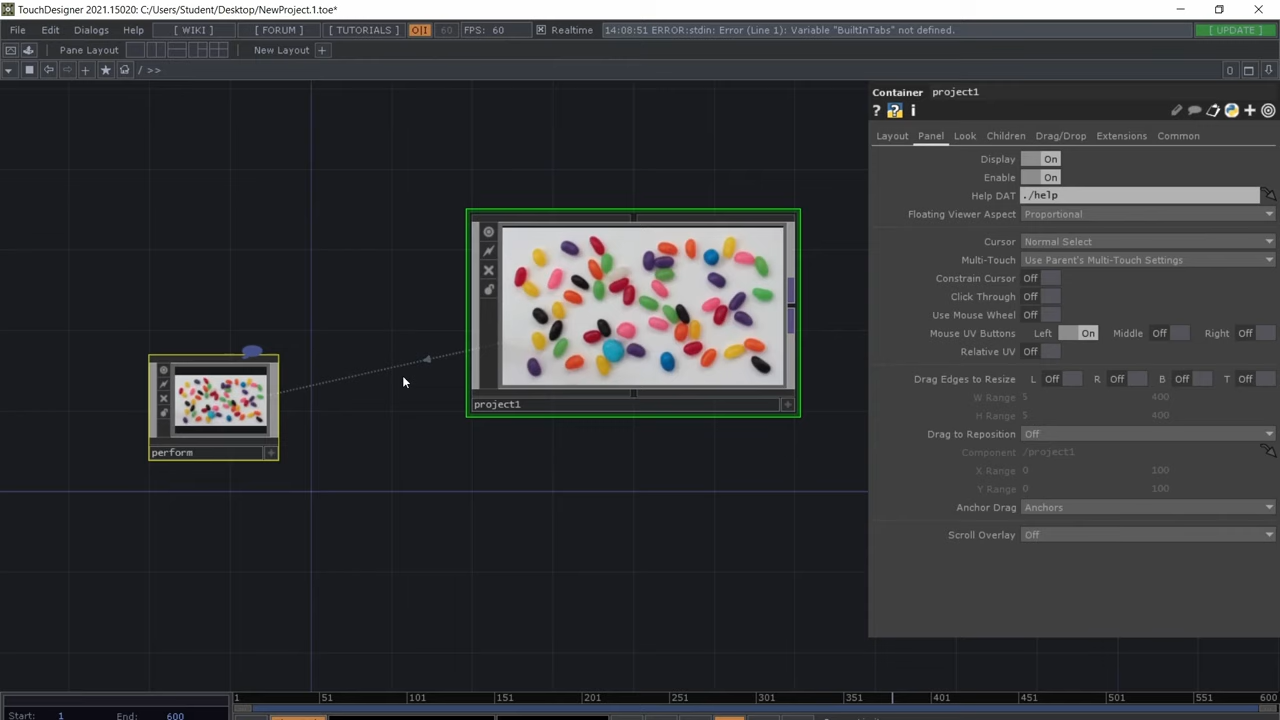 TouchDesigner 2021.15020: C:/Users/Student/Desktop/NewProject.1.toe*
File Edit Dialogs Help [ WIKI ] [ FORUM ] [ TUTORIALS ] O|I FPS: 60 60 Realtime 14:08:51 ERROR:stdin: Error (Line 1): Variable "BuiltInTabs" not defined. [ UPDATE ]
Pane Layout New Layout +
/ >> 0
Container project1
? ? i
Layout Panel Look Children Drag/Drop Extensions Common
Display On
Enable On
Help DAT ./help
Floating Viewer Aspect Proportional
Cursor Normal Select
Multi-Touch Use Parent's Multi-Touch Settings
Constrain Cursor Off
Click Through Off
Use Mouse Wheel Off
Mouse UV Buttons Left On Middle Off Right Off
Relative UV Off
Drag Edges to Resize L Off R Off B Off T Off
W Range 5 400
H Range 5 400
Drag to Reposition Off
Component /project1
X Range 0 100
Y Range 0 100
Anchor Drag Anchors
Scroll Overlay Off
project1
perform
1 51 101 151 201 251 301 351 401 451 501 551 600
Start: 1 End: 600